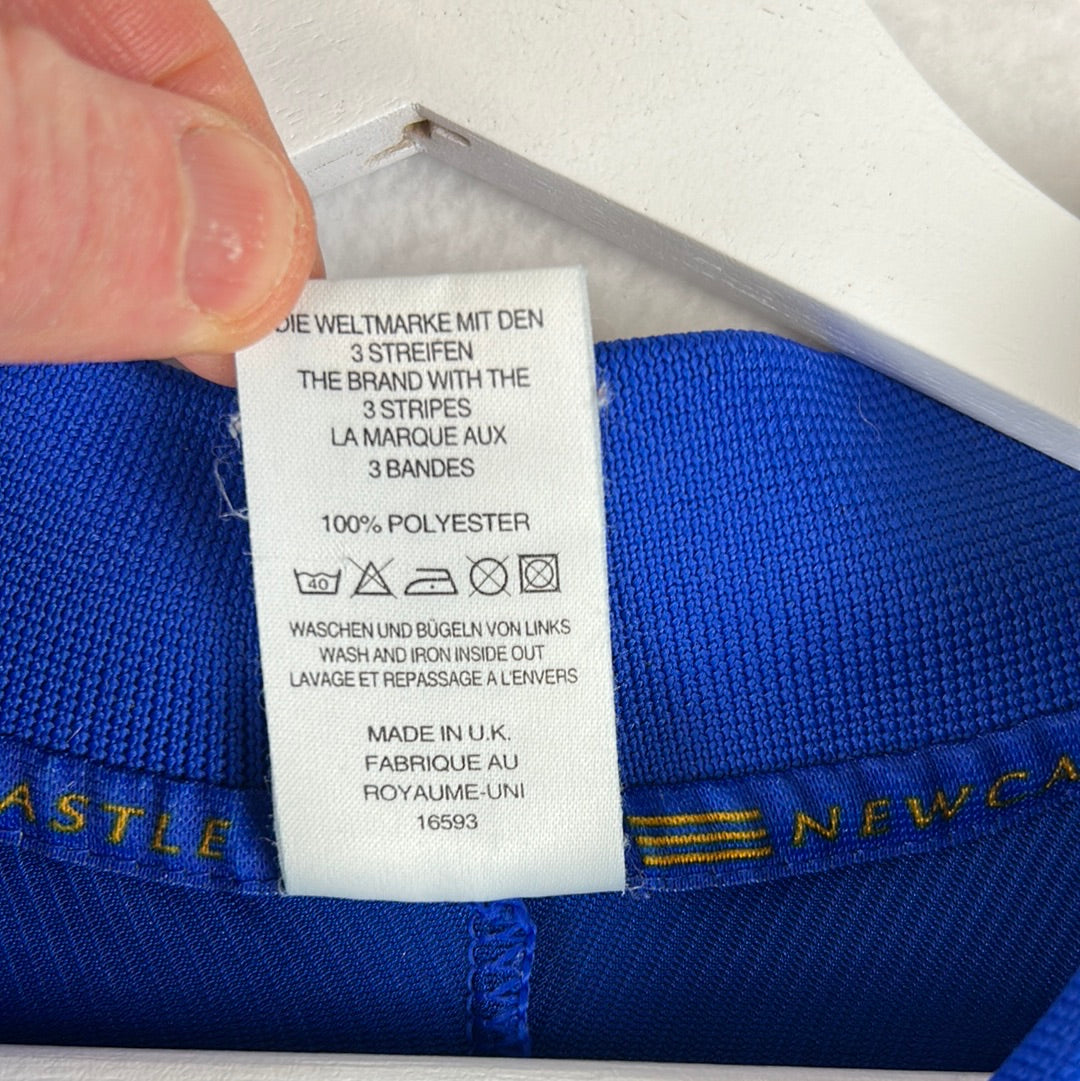 DIE WELTMARKE MIT DEN
3 STREIFEN
THE BRAND WITH THE
3 STRIPES
LA MARQUE AUX
3 BANDES
100% POLYESTER
40
WASCHEN UND BÜGELN VON LINKS
WASH AND IRON INSIDE OUT
LAVAGE ET REPASSAGE A L'ENVERS
MADE IN U.K.
FABRIQUE AU
ROYAUME-UNI
16593
ASTLE NEWCA